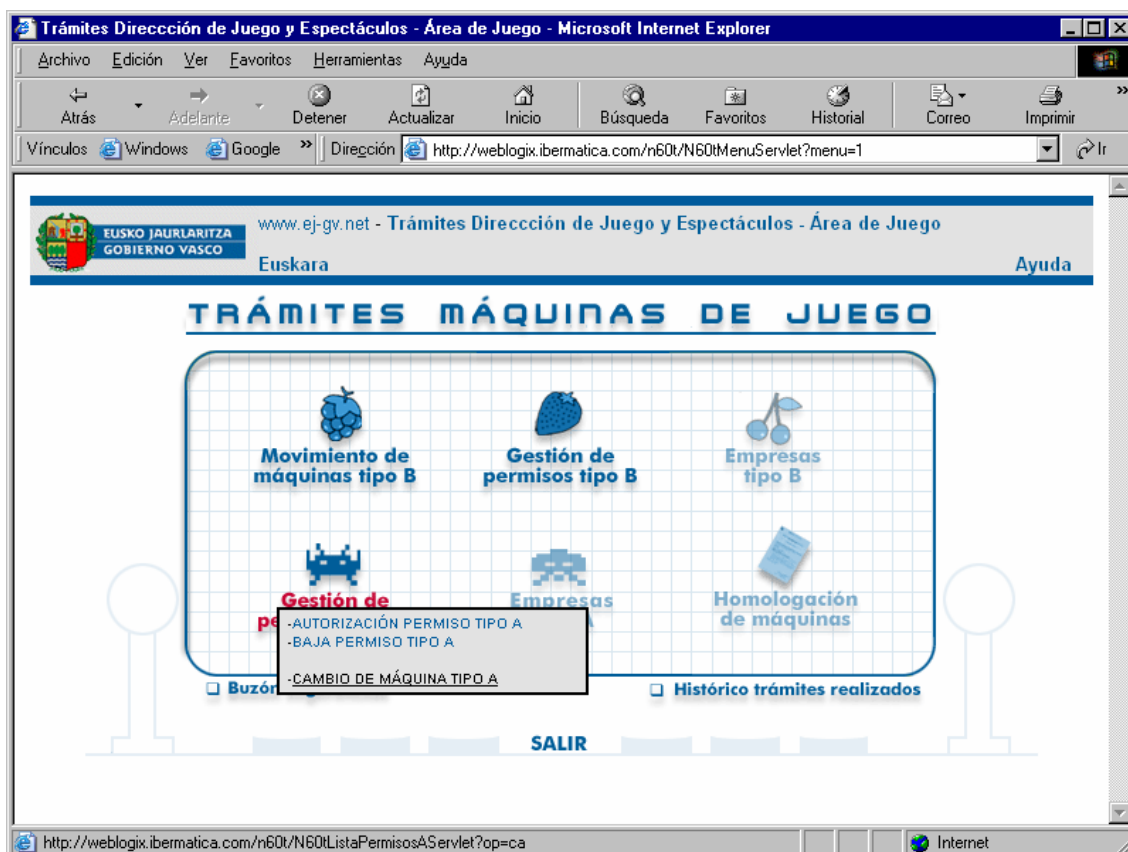 Trámites Direccción de Juego y Espectáculos - Área de Juego - Microsoft Internet Explorer
Archivo Edición Ver Favoritos Herramientas Ayuda
Atrás Adelante Detener Actualizar Inicio Búsqueda Favoritos Historial Correo Imprimir »
Vínculos Windows Google » Dirección http://weblogix.ibermatica.com/n60t/N60tMenuServlet?menu=1 Ir
EUSKO JAURLARITZA
GOBIERNO VASCO
www.ej-gv.net - Trámites Direccción de Juego y Espectáculos - Área de Juego
Euskara Ayuda
TRÁMITES MÁQUINAS DE JUEGO
Movimiento de
máquinas tipo B
Gestión de
permisos tipo B
Empresas
tipo B
Gestión de
pe
Empresas
A
Homologación
de máquinas
-AUTORIZACIÓN PERMISO TIPO A
-BAJA PERMISO TIPO A
-CAMBIO DE MÁQUINA TIPO A
Buzón
Histórico trámites realizados
SALIR
http://weblogix.ibermatica.com/n60t/N60tListaPermisosAServlet?op=ca Internet